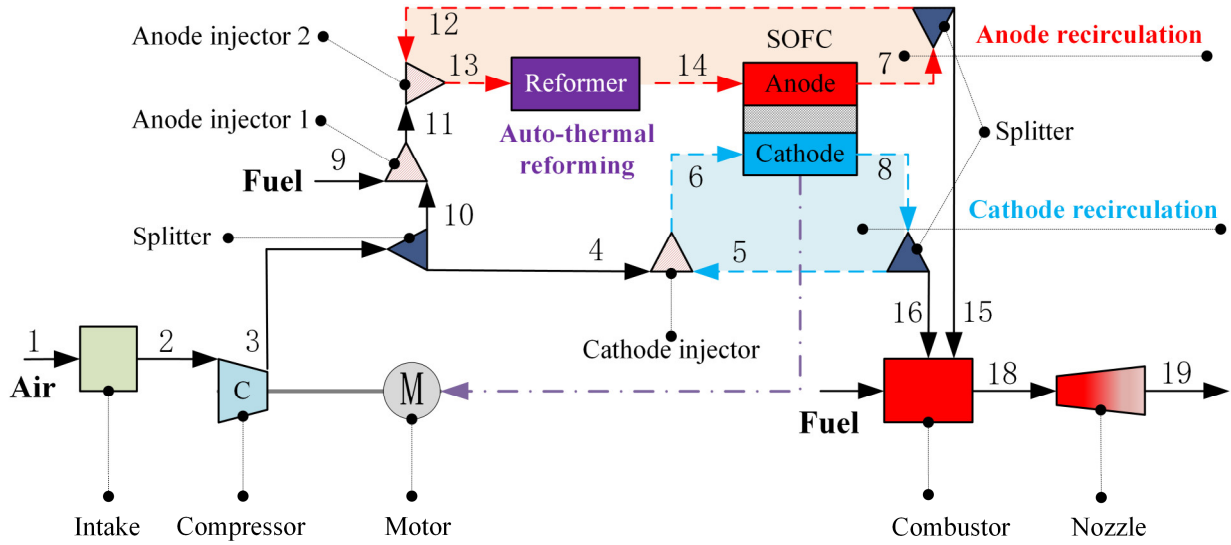 12
SOFC
Anode injector 2
13
14
7
Anode recirculation
Reformer
Anode
Anode injector 1
11
Auto-thermal
reforming
Splitter
9
Cathode
6
8
Fuel
10
Cathode recirculation
Splitter
4
5
16
15
1
2
3
Cathode injector
18
19
Air
C
M
Fuel
Intake
Compressor
Motor
Combustor
Nozzle